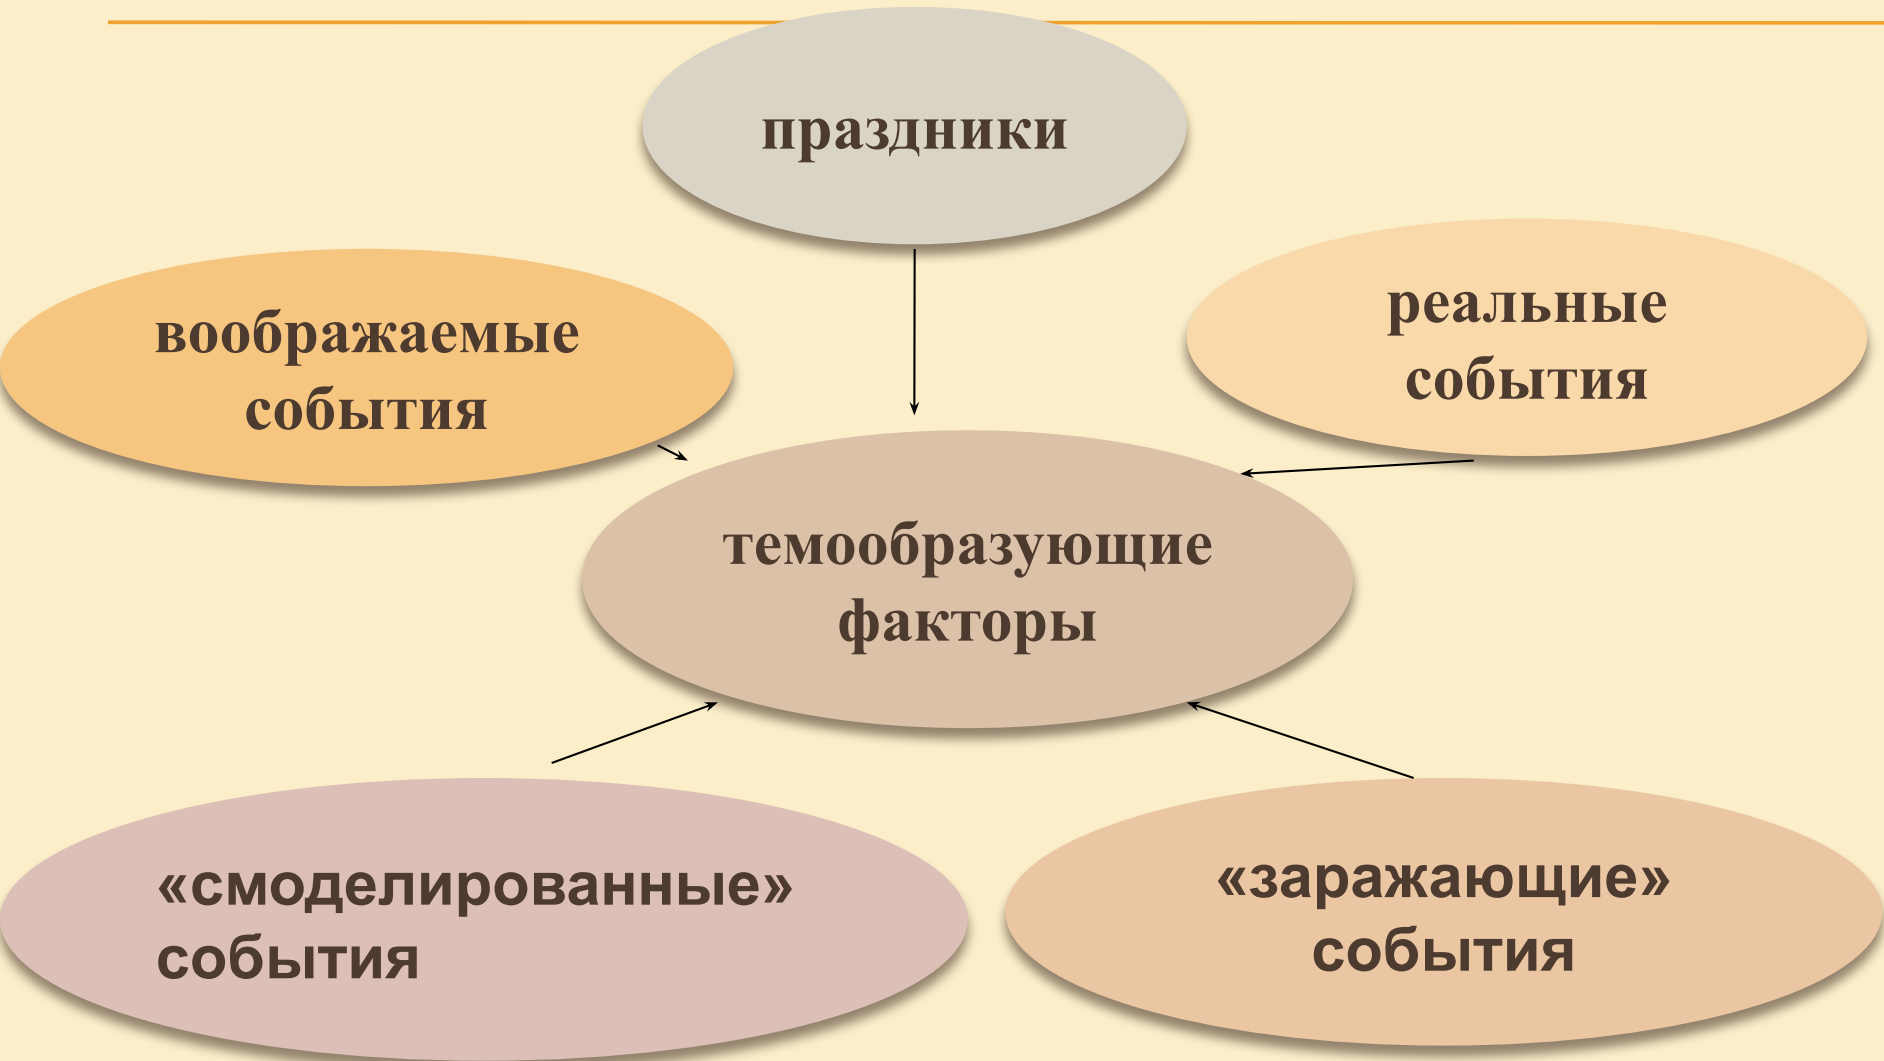 праздники
воображаемые
события
реальные
события
темообразующие
факторы
«смоделированные»
события
«заражающие»
события